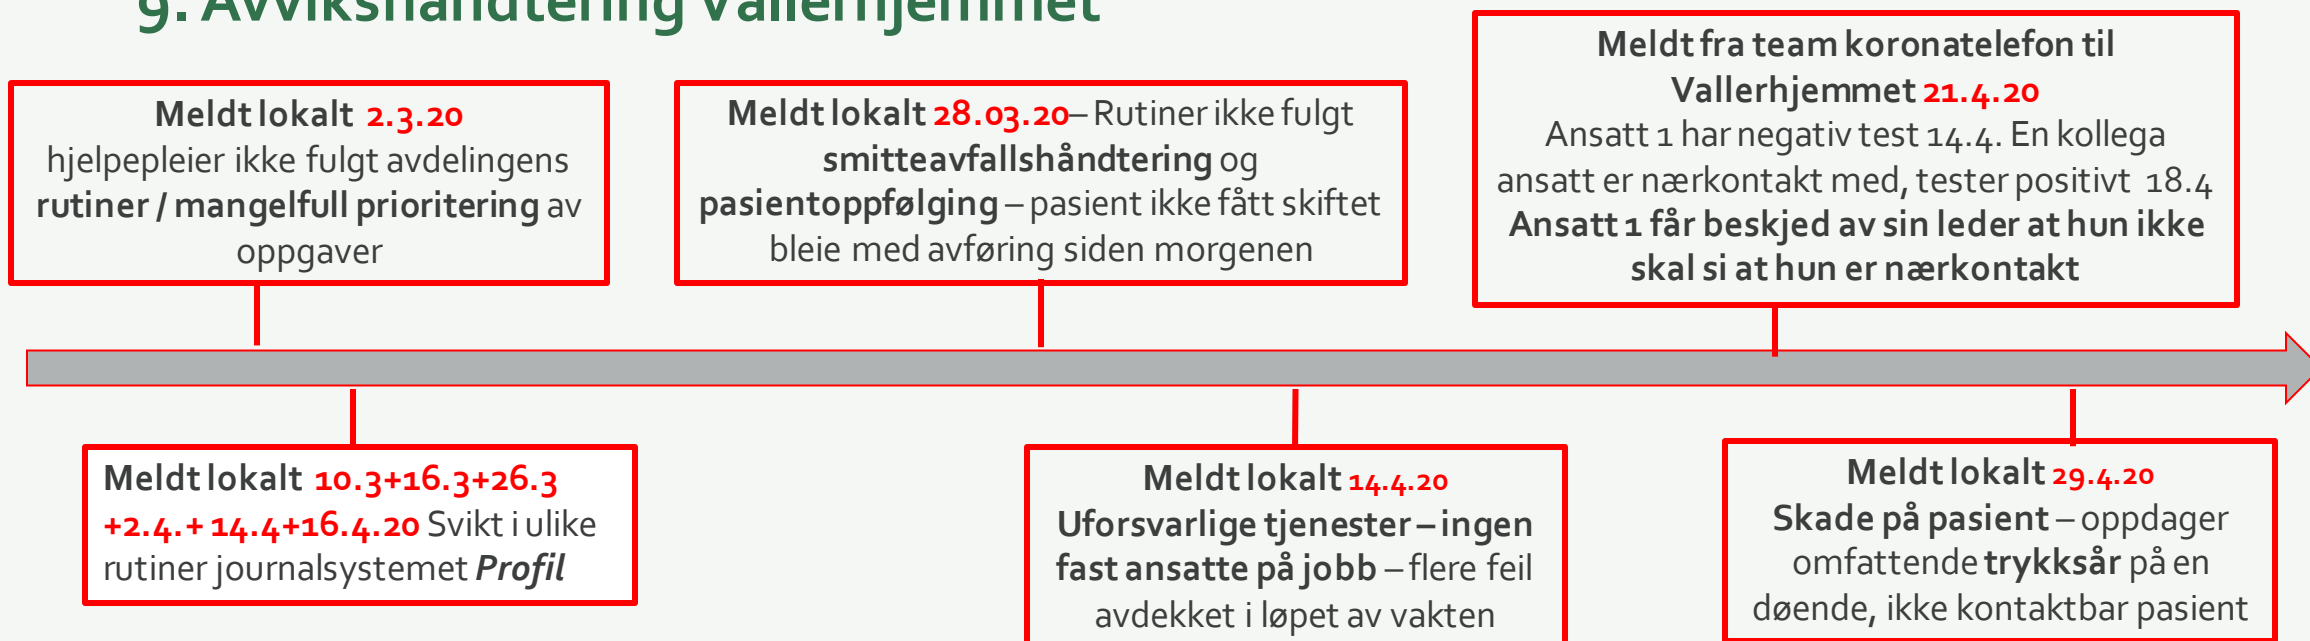 9. Avvikshåndtering Vallerhjemmet
Meldt lokalt 2.3.20
hjelpepleier ikke fulgt avdelingens
rutiner / mangelfull prioritering av
oppgaver
Meldt lokalt 28.03.20– Rutiner ikke fulgt
smitteavfallshåndtering og
pasientoppfølging – pasient ikke fått skiftet
bleie med avføring siden morgenen
Meldt fra team koronatelefon til
Vallerhjemmet 21.4.20
Ansatt 1 har negativ test 14.4. En kollega
ansatt er nærkontakt med, tester positivt 18.4
Ansatt 1 får beskjed av sin leder at hun ikke
skal si at hun er nærkontakt
Meldt lokalt 10.3+16.3+26.3
+2.4.+ 14.4+16.4.20 Svikt i ulike
rutiner journalsystemet Profil
Meldt lokalt 14.4.20
Uforsvarlige tjenester – ingen
fast ansatte på jobb – flere feil
avdekket i løpet av vakten
Meldt lokalt 29.4.20
Skade på pasient – oppdager
omfattende trykksår på en
døende, ikke kontaktbar pasient